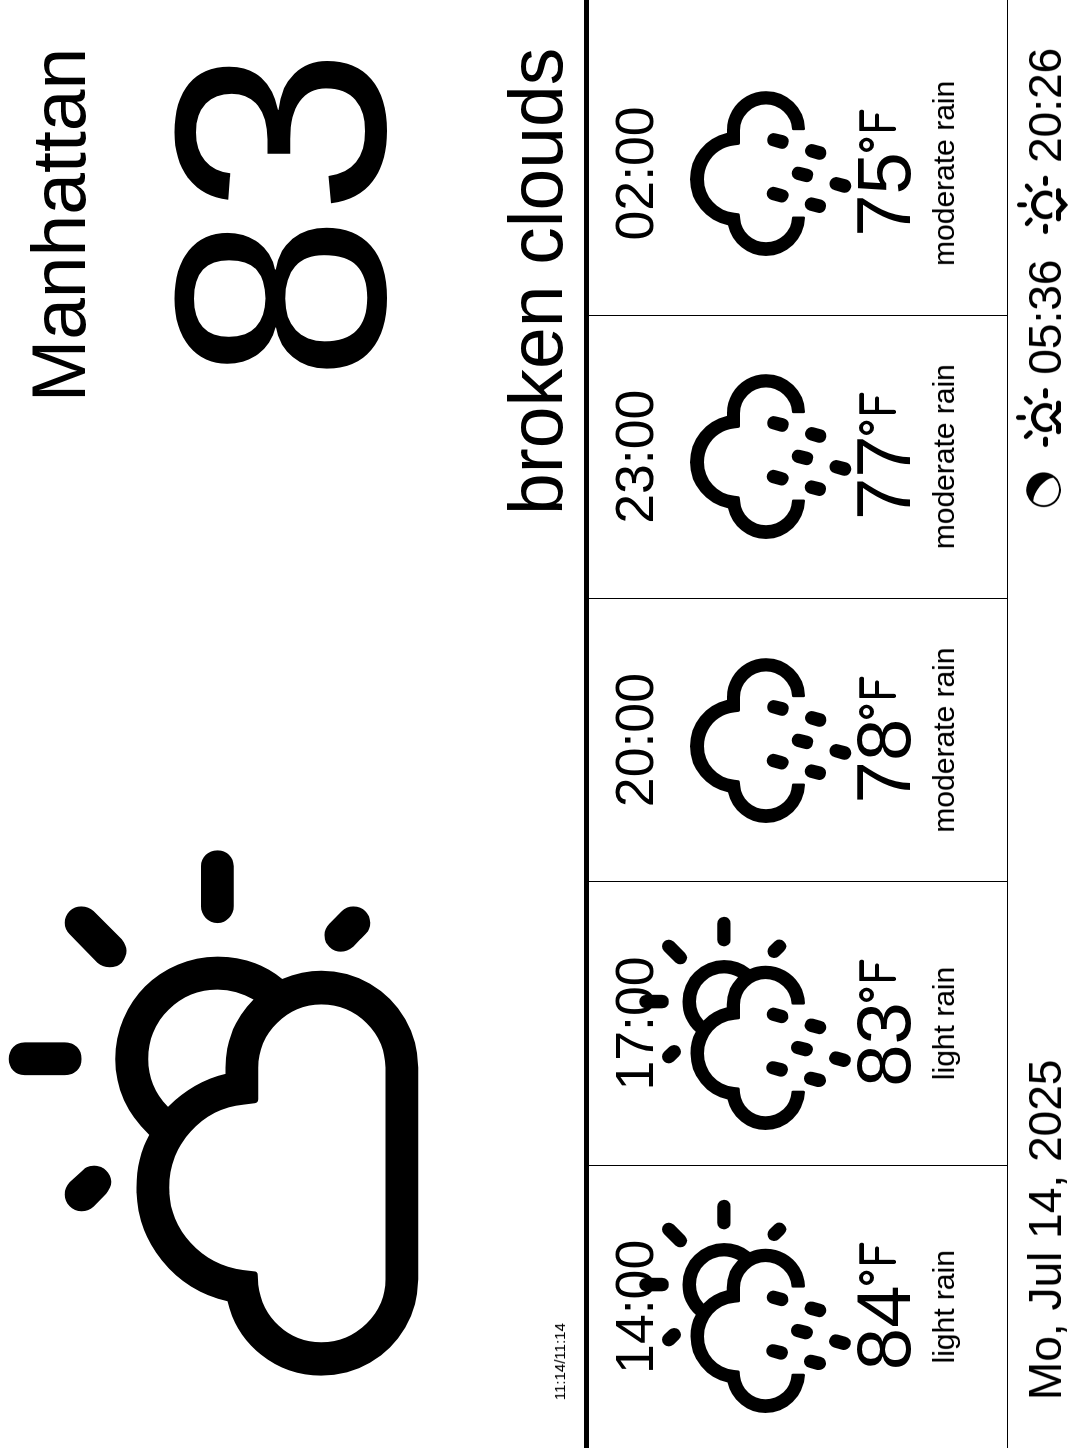 Manhattan
83
broken clouds
11:14/11:14
14:00 17:00 20:00 23:00 02:00
84°F 83°F 78°F 77°F 75°F
light rain light rain moderate rain moderate rain moderate rain
Mo, Jul 14, 2025 05:36 20:26